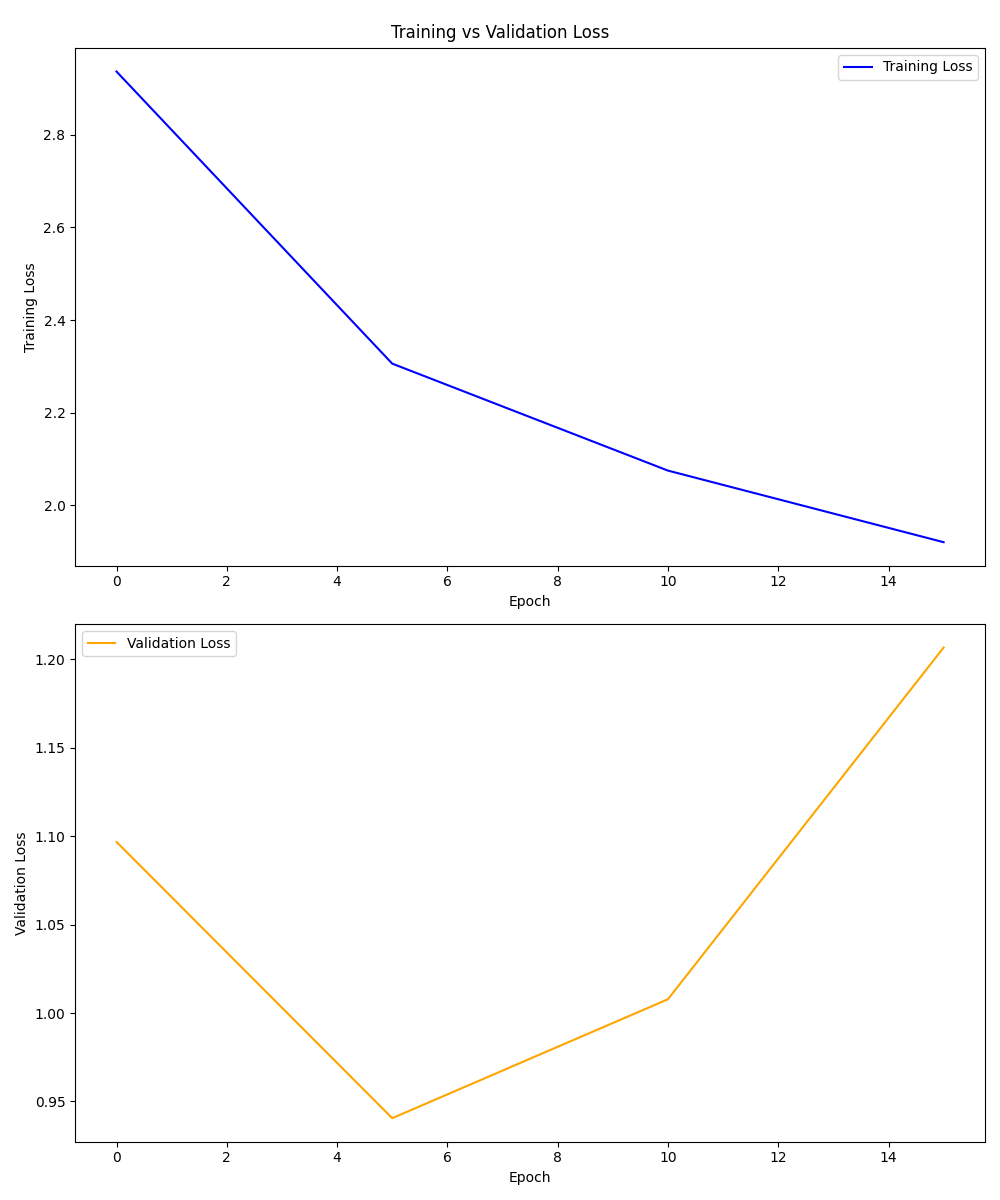 Training vs Validation Loss
Training Loss
2.8
2.6
2.4
2.2
2.0
Training Loss
0 2 4 6 8 10 12 14
Epoch
Validation Loss
1.20
1.15
1.10
1.05
1.00
0.95
Validation Loss
0 2 4 6 8 10 12 14
Epoch